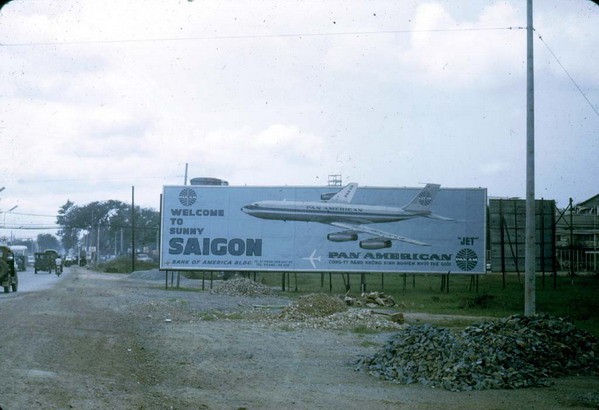 WELCOME
TO
SUNNY
SAIGON
BANK OF AMERICA BLDG
PAN AMERICAN
"JET"
PAN AMERICAN